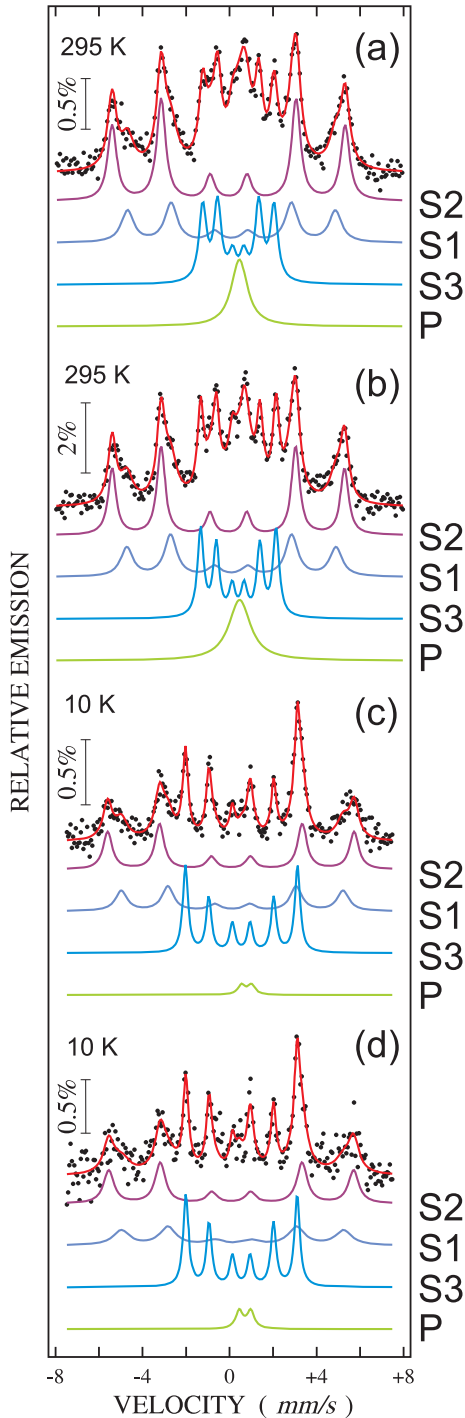 295 K
(a)
0.5%
S2
S1
S3
P
295 K
(b)
2%
S2
S1
S3
P
RELATIVE EMISSION
10 K
(c)
0.5%
S2
S1
S3
P
10 K
(d)
0.5%
S2
S1
S3
P
-8 -4 0 +4 +8
VELOCITY ( mm/s )